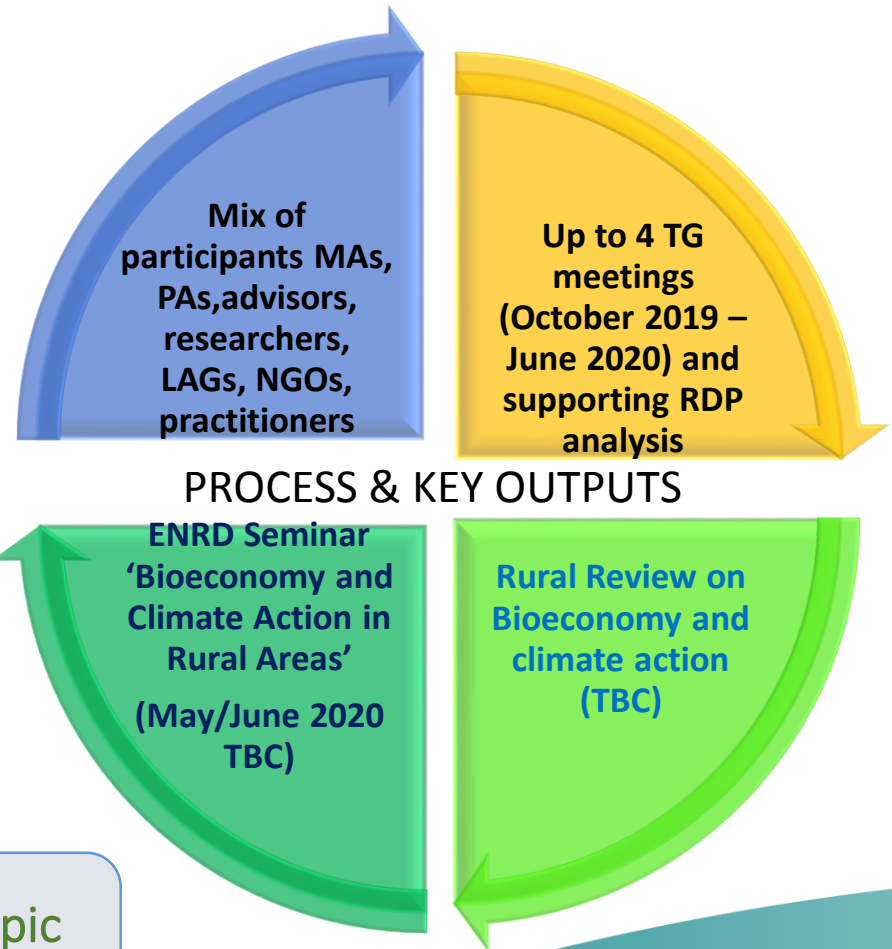 Mix of
participants MAs,
PAs,advisors,
researchers,
LAGs, NGOs,
practitioners
Up to 4 TG
meetings
(October 2019 –
June 2020) and
supporting RDP
analysis
PROCESS & KEY OUTPUTS
ENRD Seminar
‘Bioeconomy and
Climate Action in
Rural Areas’
(May/June 2020
TBC)
Rural Review on
Bioeconomy and
climate action
(TBC)
pic